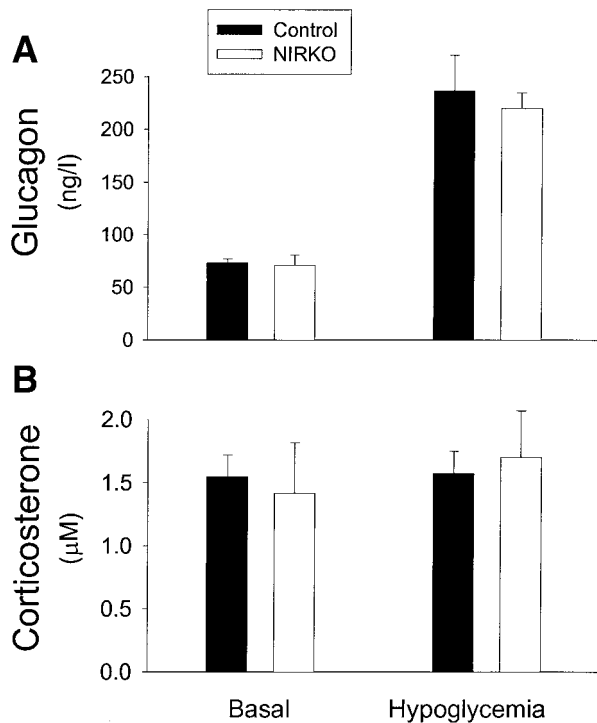 Control
NIRKO
A
Glucagon
(ng/l)
250
200
150
100
50
0
B
Corticosterone
(μM)
2.0
1.5
1.0
0.5
0.0
Basal Hypoglycemia